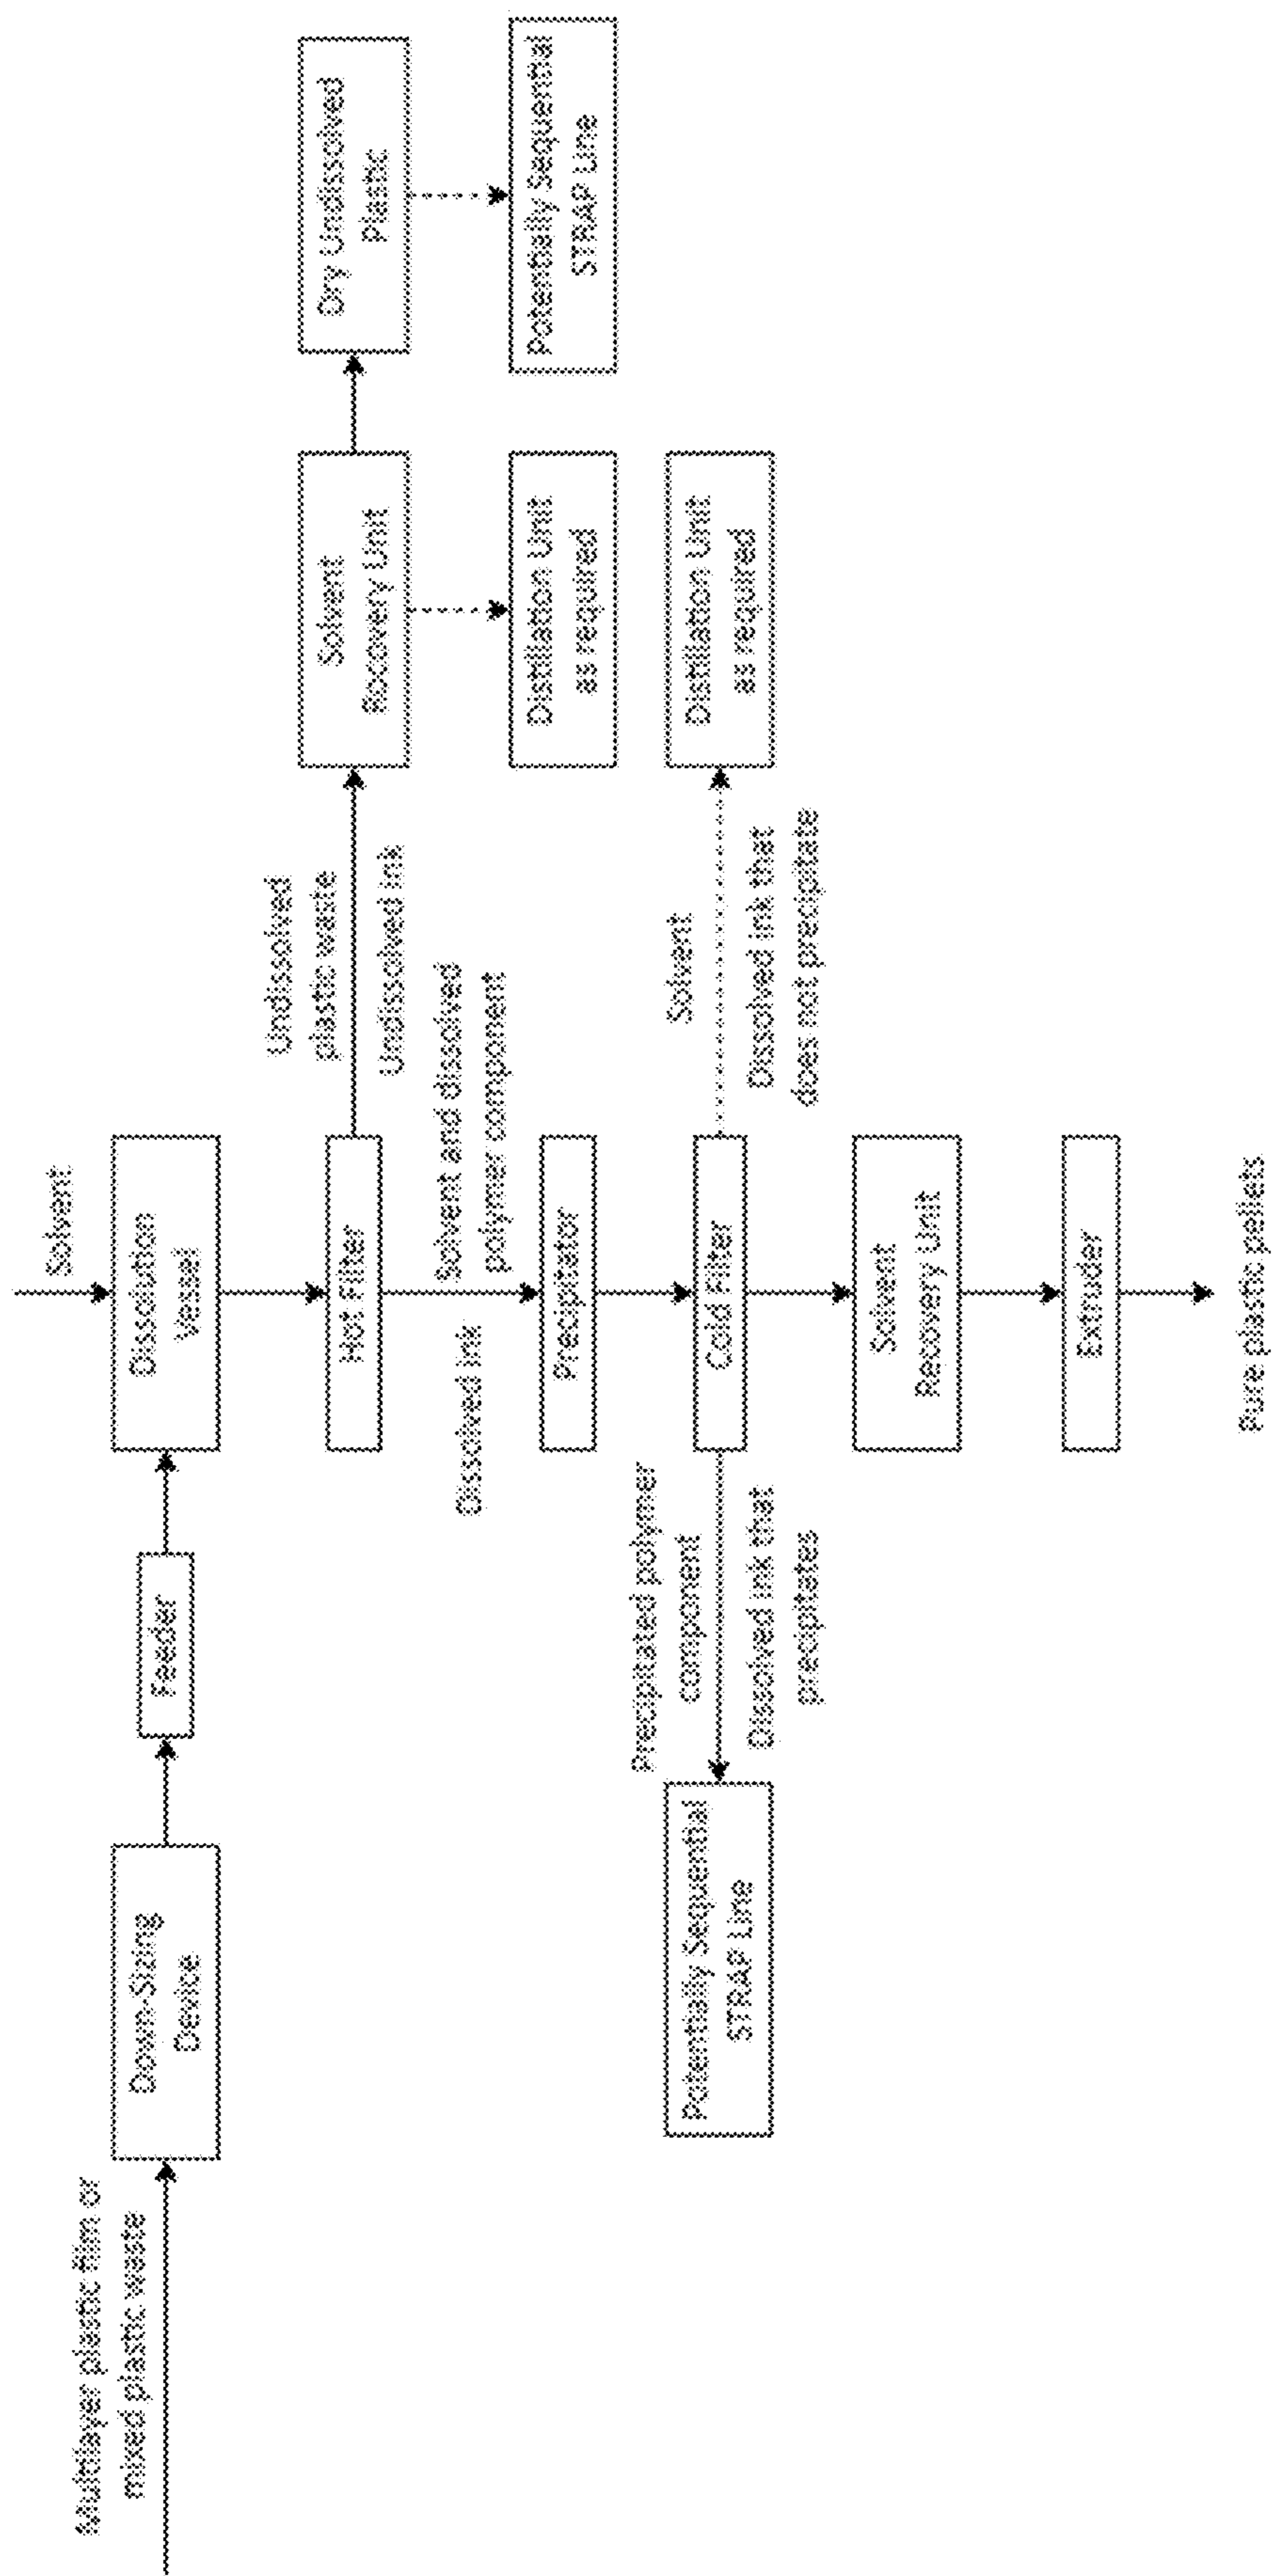 Multilayer plastic film or
mixed plastic waste
Down-Sizing
Device
Feeder
Solvent
Dissolution
Vessel
Hot Filter
Undissolved
plastic waste
Undissolved ink
Solvent
Recovery Unit
Dry Undissolved
Plastic
Distillation Unit
as required
Potentially Sequential
STRAP Line
Dissolved ink
Solvent and dissolved
polymer component
Precipitator
Precipitated polymer
component
Dissolved ink that
precipitates
Potentially Sequential
STRAP Line
Cold Filter
Solvent
Dissolved ink that
does not precipitate
Distillation Unit
as required
Solvent
Recovery Unit
Extruder
Pure plastic pellets